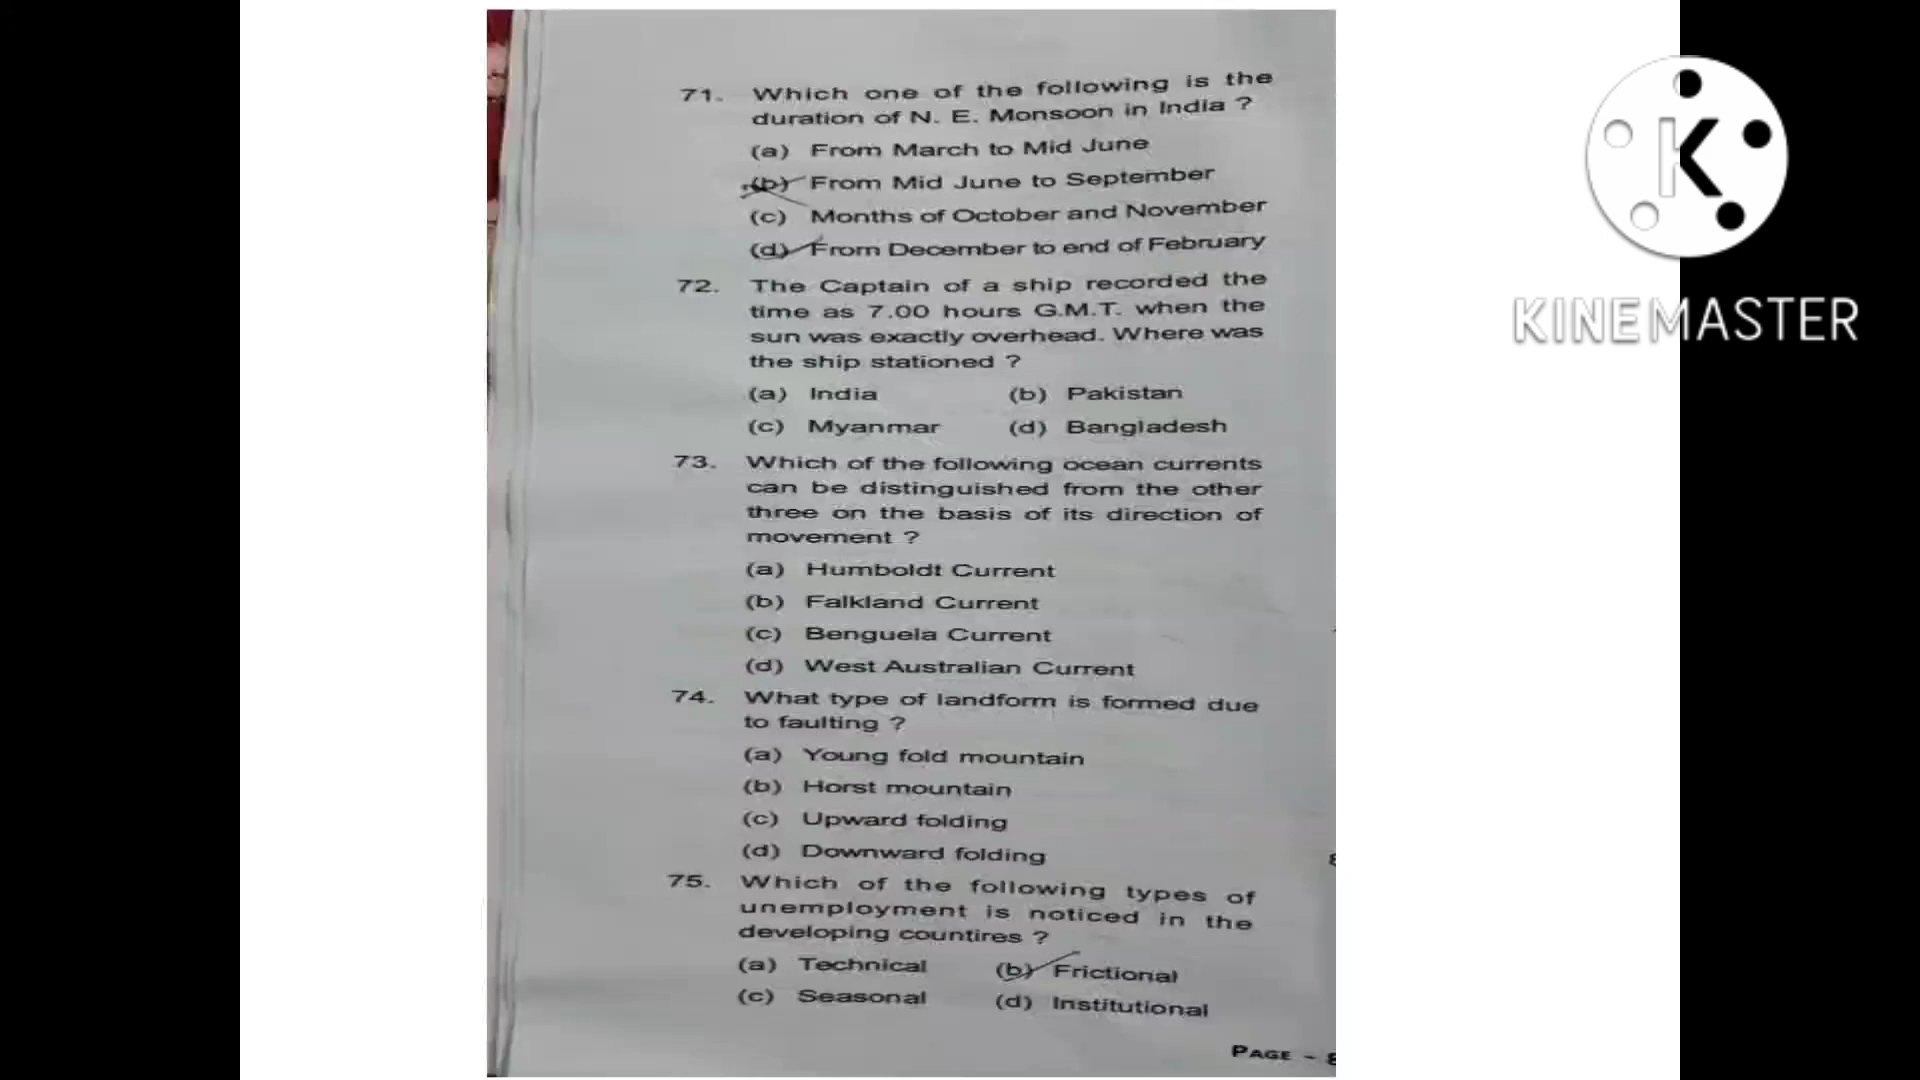 71. Which one of the following is the
duration of N. E. Monsoon in India ?
(a) From March to Mid June
(b) From Mid June to September
(c) Months of October and November
(d) From December to end of February
72. The Captain of a ship recorded the
time as 7.00 hours G.M.T. when the
sun was exactly overhead. Where was
the ship stationed ?
(a) India (b) Pakistan
(c) Myanmar (d) Bangladesh
73. Which of the following ocean currents
can be distinguished from the other
three on the basis of its direction of
movement ?
(a) Humboldt Current
(b) Falkland Current
(c) Benguela Current
(d) West Australian Current
74. What type of landform is formed due
to faulting ?
(a) Young fold mountain
(b) Horst mountain
(c) Upward folding
(d) Downward folding
75. Which of the following types of
unemployment is noticed in the
developing countires ?
(a) Technical (b) Frictional
(c) Seasonal (d) Institutional
PAGE - 8
K
KINEMASTER